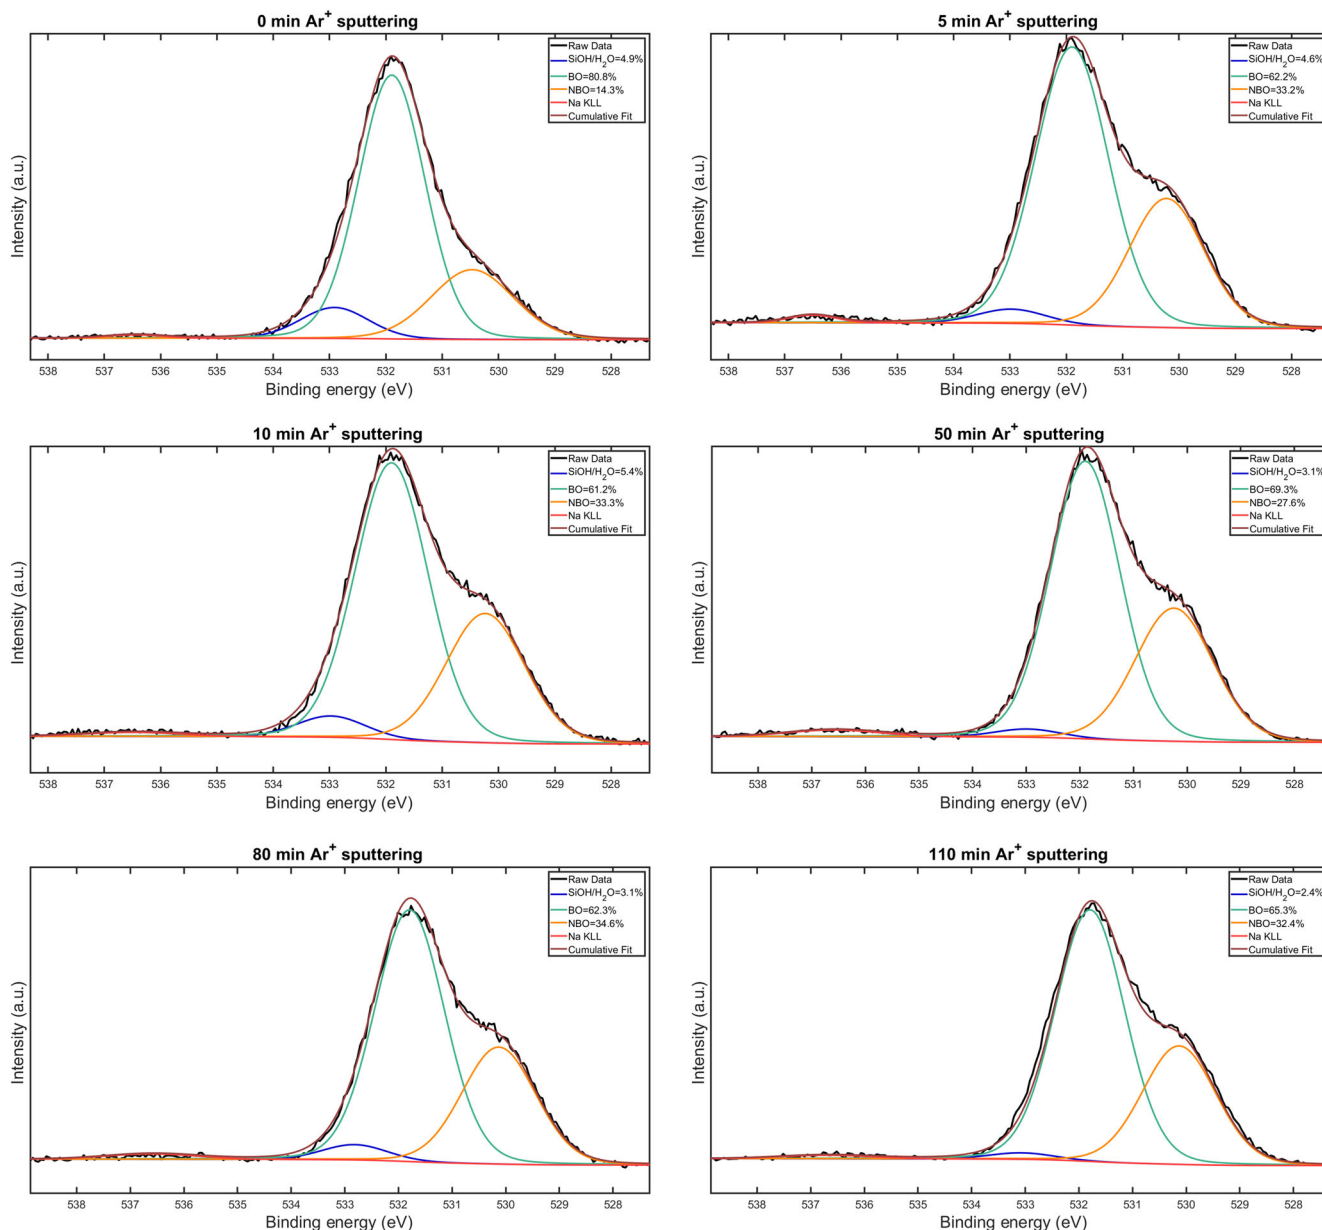 0 min Ar+ sputtering
Intensity (a.u.)
Raw Data
SiOH/H2O=4.9%
BO=80.8%
NBO=14.3%
Na KLL
Cumulative Fit
538 537 536 535 534 533 532 531 530 529 528
Binding energy (eV)
5 min Ar+ sputtering
Intensity (a.u.)
Raw Data
SiOH/H2O=4.6%
BO=62.2%
NBO=33.2%
Na KLL
Cumulative Fit
538 537 536 535 534 533 532 531 530 529 528
Binding energy (eV)
10 min Ar+ sputtering
Intensity (a.u.)
Raw Data
SiOH/H2O=5.4%
BO=61.2%
NBO=33.3%
Na KLL
Cumulative Fit
538 537 536 535 534 533 532 531 530 529 528
Binding energy (eV)
50 min Ar+ sputtering
Intensity (a.u.)
Raw Data
SiOH/H2O=3.1%
BO=69.3%
NBO=27.6%
Na KLL
Cumulative Fit
538 537 536 535 534 533 532 531 530 529 528
Binding energy (eV)
80 min Ar+ sputtering
Intensity (a.u.)
Raw Data
SiOH/H2O=3.1%
BO=62.3%
NBO=34.6%
Na KLL
Cumulative Fit
538 537 536 535 534 533 532 531 530 529 528
Binding energy (eV)
110 min Ar+ sputtering
Intensity (a.u.)
Raw Data
SiOH/H2O=2.4%
BO=65.3%
NBO=32.4%
Na KLL
Cumulative Fit
538 537 536 535 534 533 532 531 530 529 528
Binding energy (eV)